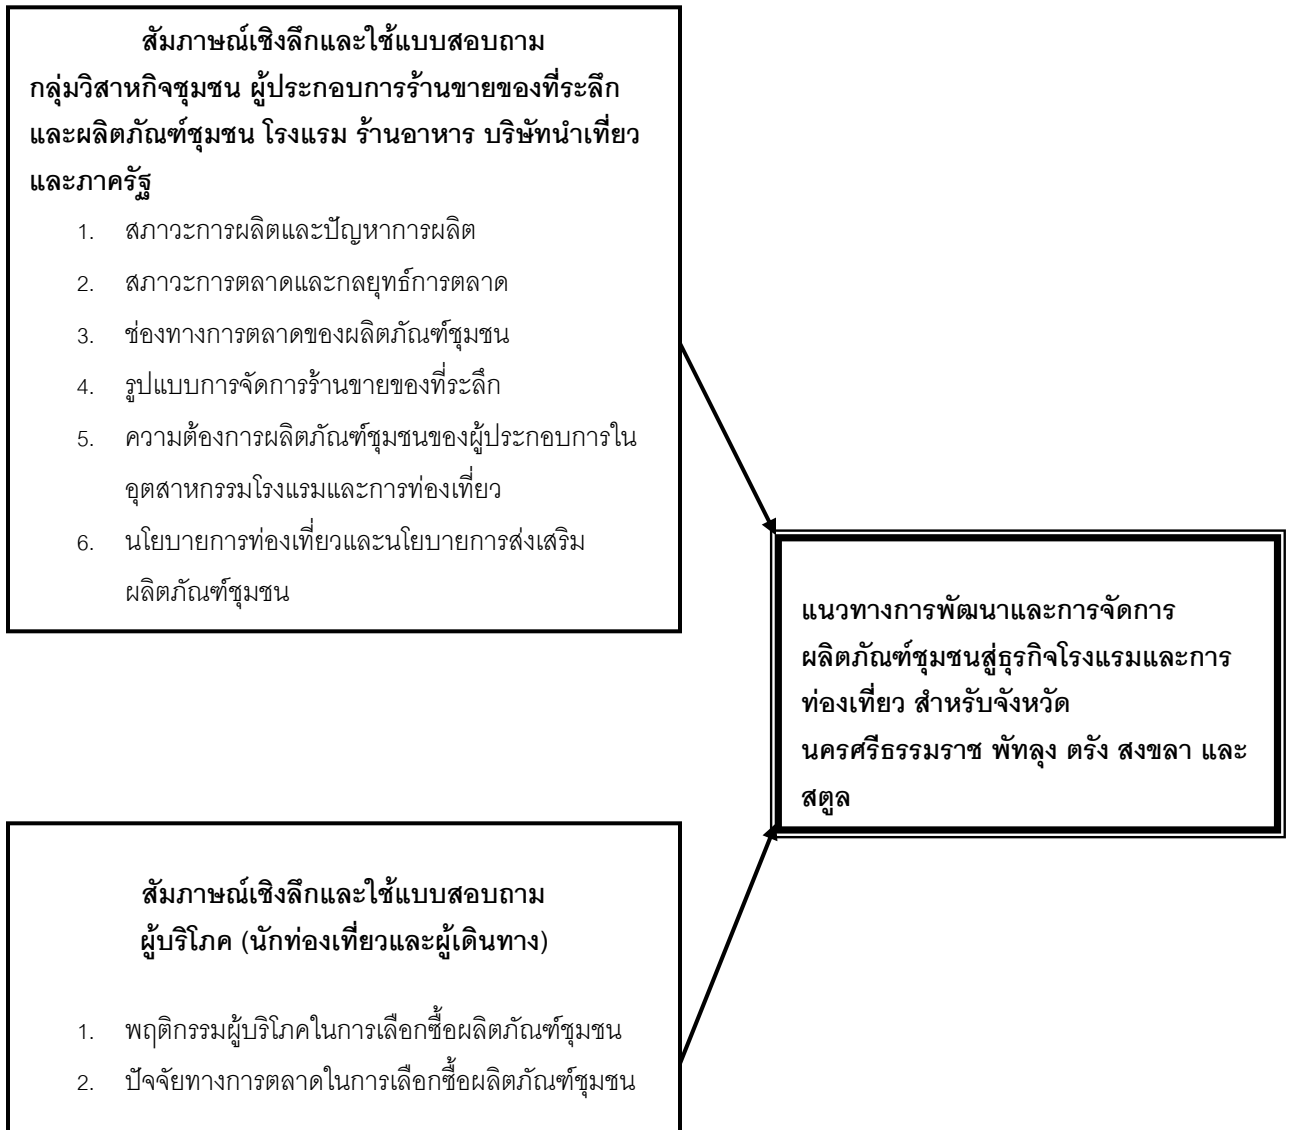 สัมภาษณ์เชิงลึกและใช้แบบสอบถาม
กลุ่มวิสาหกิจชุมชน ผู้ประกอบการร้านขายของที่ระลึก
และผลิตภัณฑ์ชุมชน โรงแรม ร้านอาหาร บริษัทนำเที่ยว
และภาครัฐ
1. สภาวะการผลิตและปัญหาการผลิต
2. สภาวะการตลาดและกลยุทธ์การตลาด
3. ช่องทางการตลาดของผลิตภัณฑ์ชุมชน
4. รูปแบบการจัดการร้านขายของที่ระลึก
5. ความต้องการผลิตภัณฑ์ชุมชนของผู้ประกอบการใน
อุตสาหกรรมโรงแรมและการท่องเที่ยว
6. นโยบายการท่องเที่ยวและนโยบายการส่งเสริม
ผลิตภัณฑ์ชุมชน
แนวทางการพัฒนาและการจัดการ
ผลิตภัณฑ์ชุมชนสู่ธุรกิจโรงแรมและการ
ท่องเที่ยว สำหรับจังหวัด
นครศรีธรรมราช พัทลุง ตรัง สงขลา และ
สตูล
สัมภาษณ์เชิงลึกและใช้แบบสอบถาม
ผู้บริโภค (นักท่องเที่ยวและผู้เดินทาง)
1. พฤติกรรมผู้บริโภคในการเลือกซื้อผลิตภัณฑ์ชุมชน
2. ปัจจัยทางการตลาดในการเลือกซื้อผลิตภัณฑ์ชุมชน